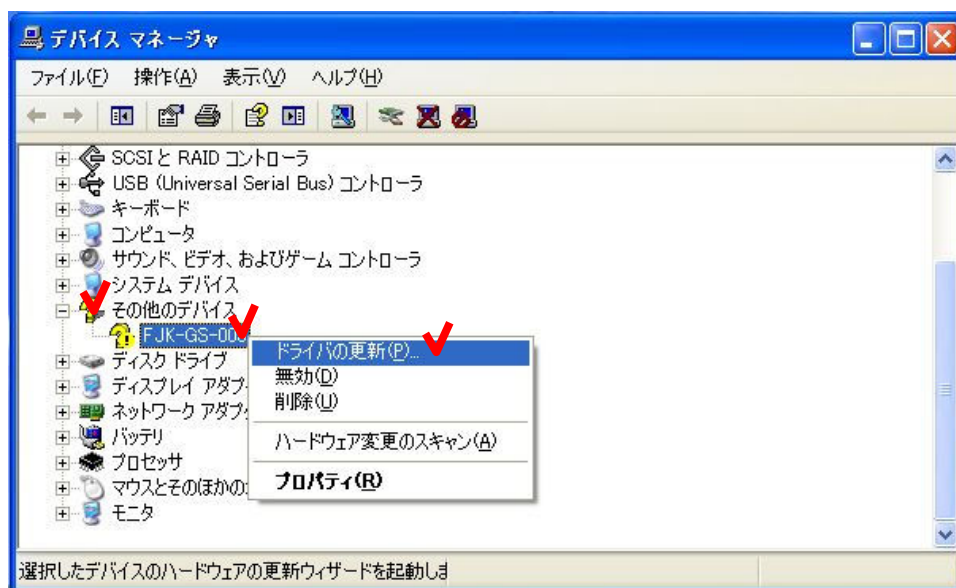 デバイス マネージャ
ファイル(F) 操作(A) 表示(V) ヘルプ(H)
SCSI と RAID コントローラ
USB (Universal Serial Bus) コントローラ
キーボード
コンピュータ
サウンド、ビデオ、およびゲーム コントローラ
システム デバイス
その他のデバイス
FJK-GS-00
ドライバの更新(P)...
ディスク ドライブ
無効(D)
ディスプレイ アダプ
削除(U)
ネットワーク アダプ
バッテリ
ハードウェア変更のスキャン(A)
プロセッサ
マウスとそのほかの
プロパティ(R)
モニタ
選択したデバイスのハードウェアの更新ウィザードを起動しま